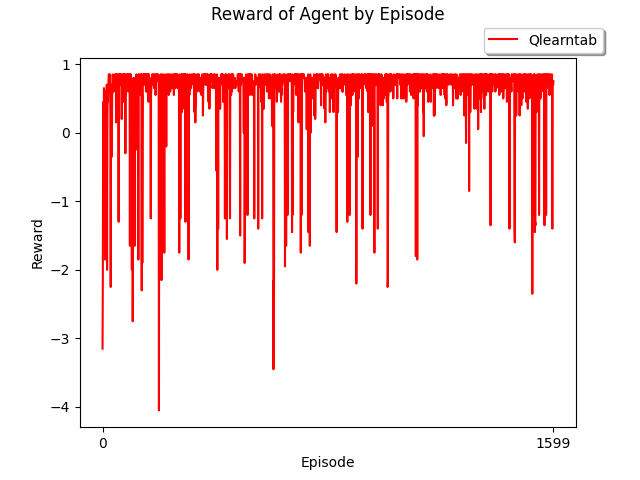 Reward of Agent by Episode
Qlearntab
1
0
−1
−2
−3
−4
Reward
0
1599
Episode